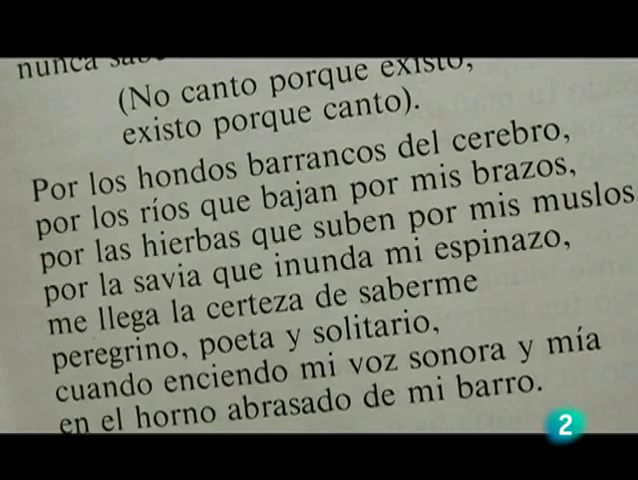 nunca
(No canto porque existo,
existo porque canto).
Por los hondos barrancos del cerebro,
por los ríos que bajan por mis brazos,
por las hierbas que suben por mis muslos
por la savia que inunda mi espinazo,
me llega la certeza de saberme
peregrino, poeta y solitario,
cuando enciendo mi voz sonora y mía
en el horno abrasado de mi barro.
2